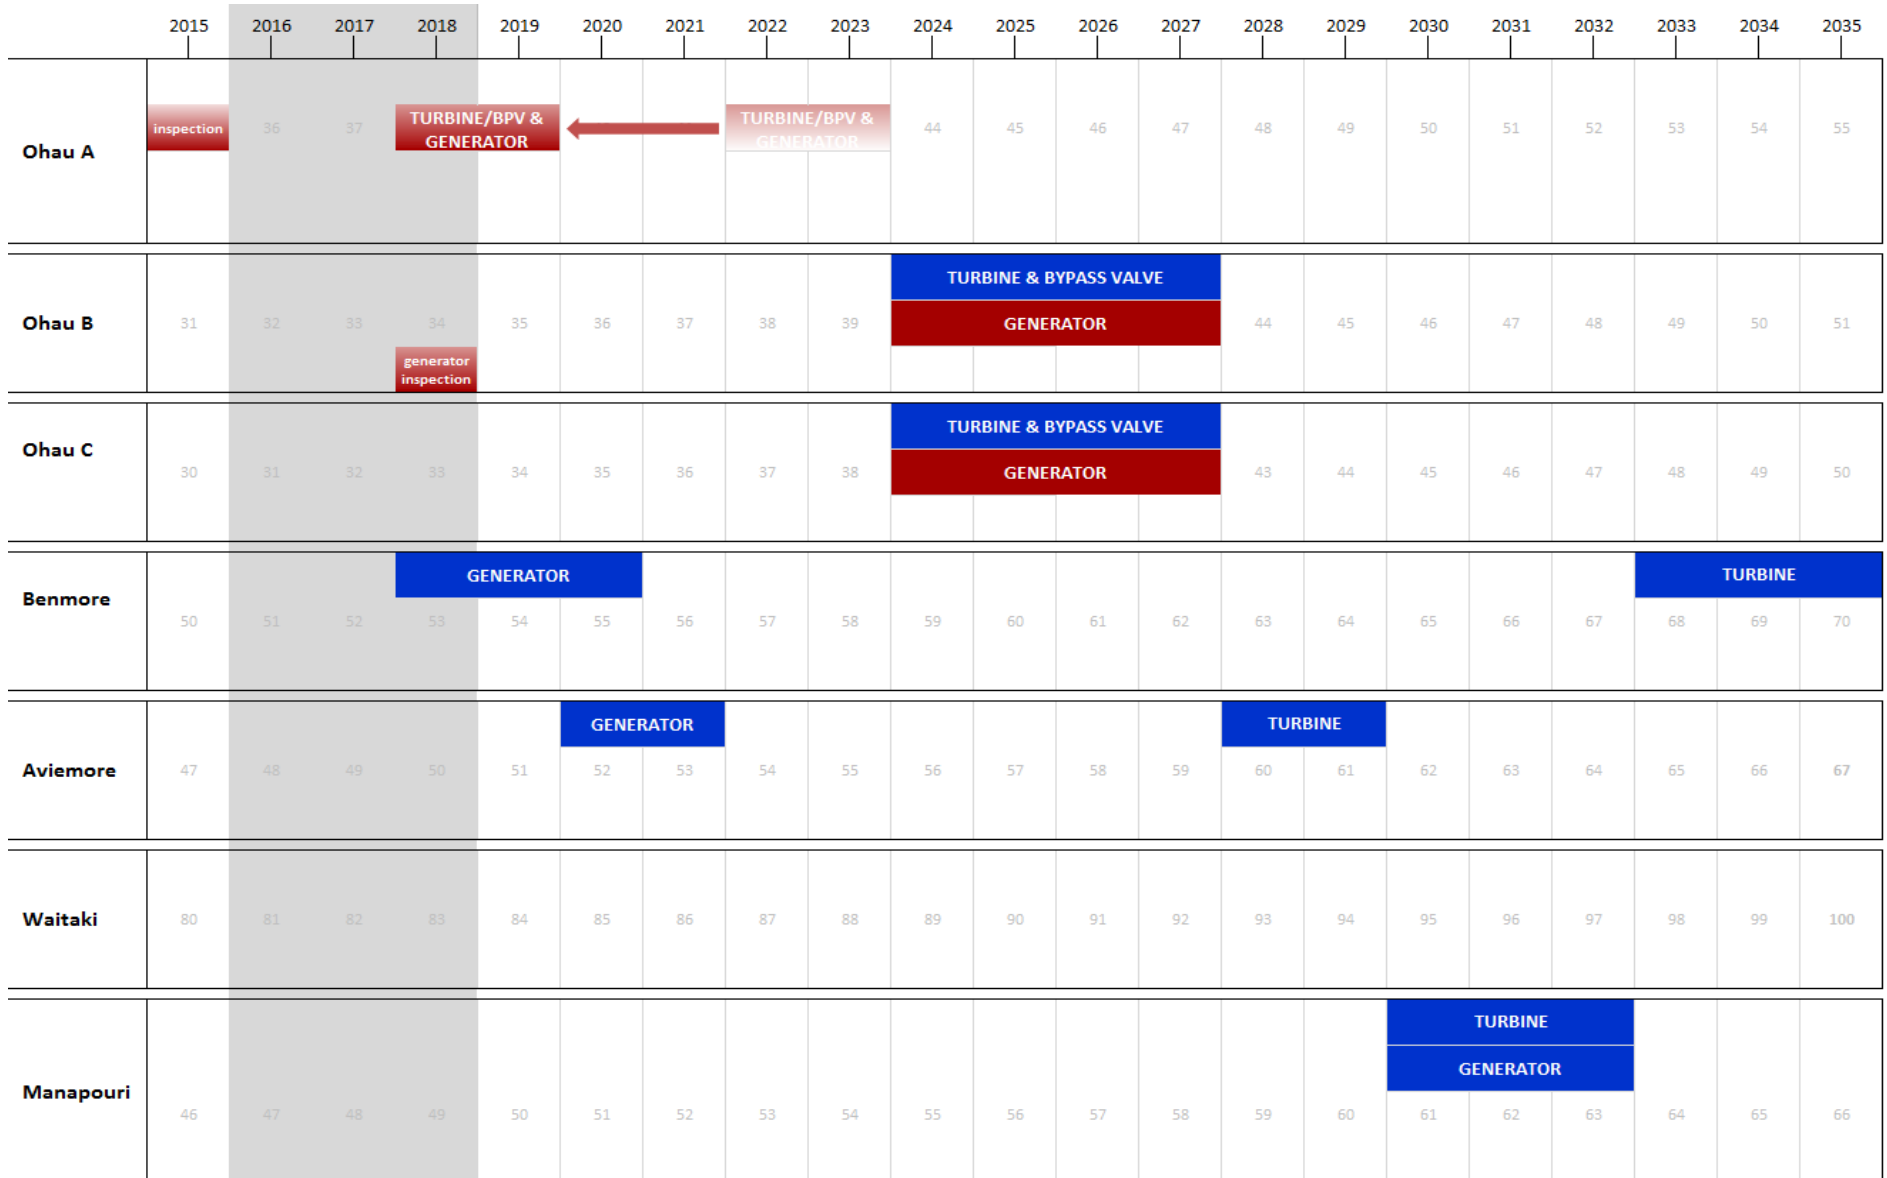 2015 2016 2017 2018 2019 2020 2021 2022 2023 2024 2025 2026 2027 2028 2029 2030 2031 2032 2033 2034 2035
Ohau A
inspection 36 37 TURBINE/BPV & GENERATOR TURBINE/BPV & GENERATOR 44 45 46 47 48 49 50 51 52 53 54 55
TURBINE & BYPASS VALVE
Ohau B 31 32 33 34 35 36 37 38 39 GENERATOR 44 45 46 47 48 49 50 51
generator
inspection
TURBINE & BYPASS VALVE
Ohau C
30 31 32 33 34 35 36 37 38 GENERATOR 43 44 45 46 47 48 49 50
GENERATOR TURBINE
Benmore
50 51 52 53 54 55 56 57 58 59 60 61 62 63 64 65 66 67 68 69 70
GENERATOR TURBINE
Aviemore 47 48 49 50 51 52 53 54 55 56 57 58 59 60 61 62 63 64 65 66 67
Waitaki 80 81 82 83 84 85 86 87 88 89 90 91 92 93 94 95 96 97 98 99 100
TURBINE
GENERATOR
Manapouri
46 47 48 49 50 51 52 53 54 55 56 57 58 59 60 61 62 63 64 65 66